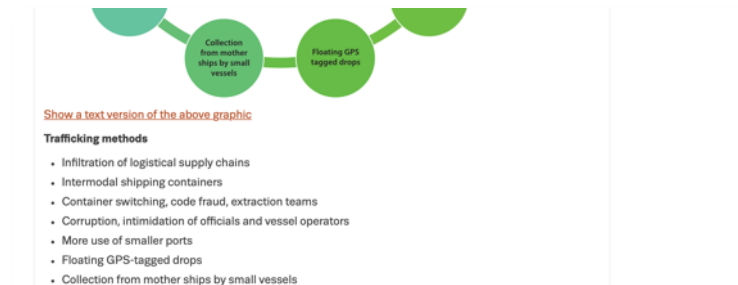 Collection
from mother
ships by small
vessels
Floating GPS
tagged drops
Show a text version of the above graphic
Trafficking methods
• Infiltration of logistical supply chains
• Intermodal shipping containers
• Container switching, code fraud, extraction teams
• Corruption, intimidation of officials and vessel operators
• More use of smaller ports
• Floating GPS-tagged drops
• Collection from mother ships by small vessels